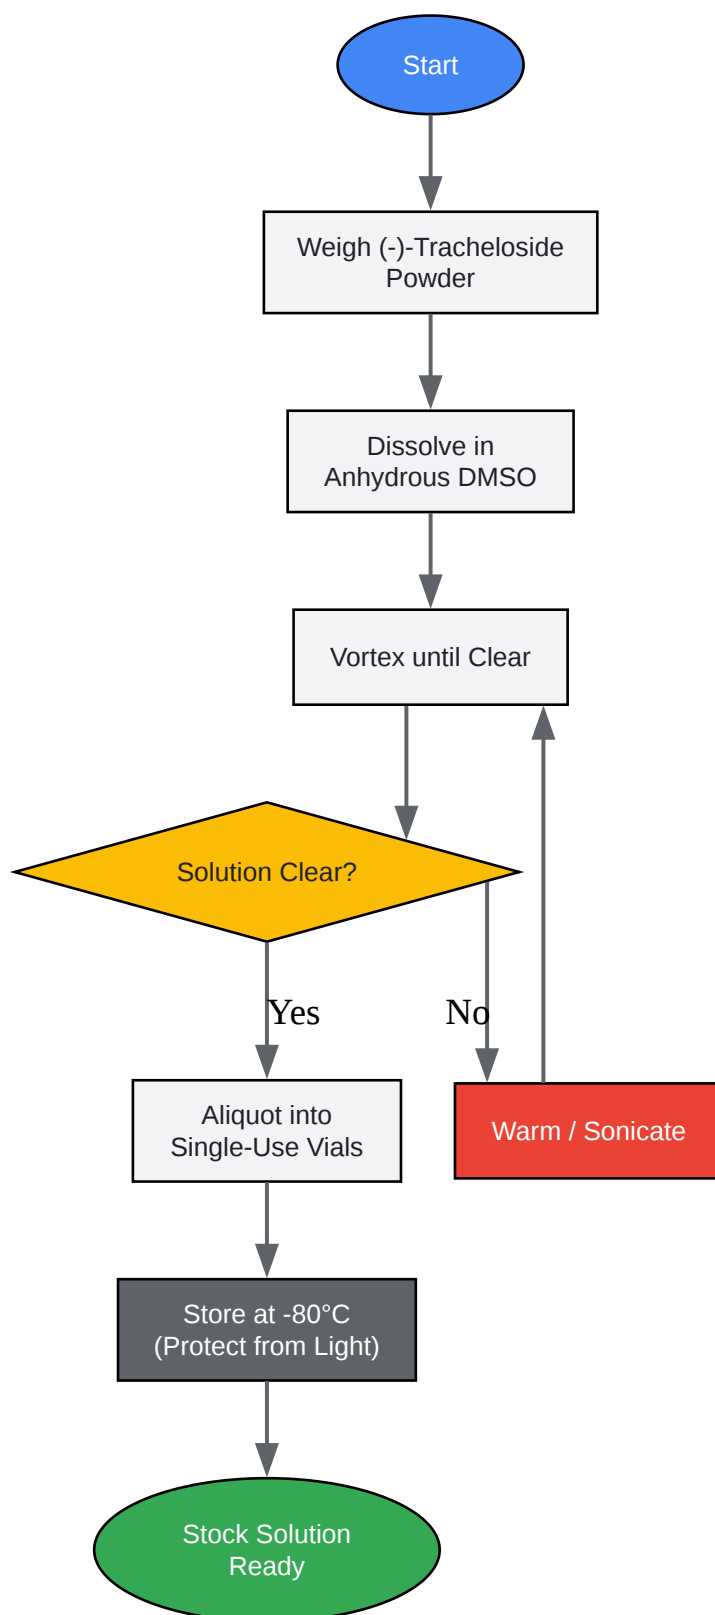 Start
Weigh (-)-Tracheloside
Powder
Dissolve in
Anhydrous DMSO
Vortex until Clear
Solution Clear?
Yes
No
Aliquot into
Single-Use Vials
Warm / Sonicate
Store at -80°C
(Protect from Light)
Stock Solution
Ready